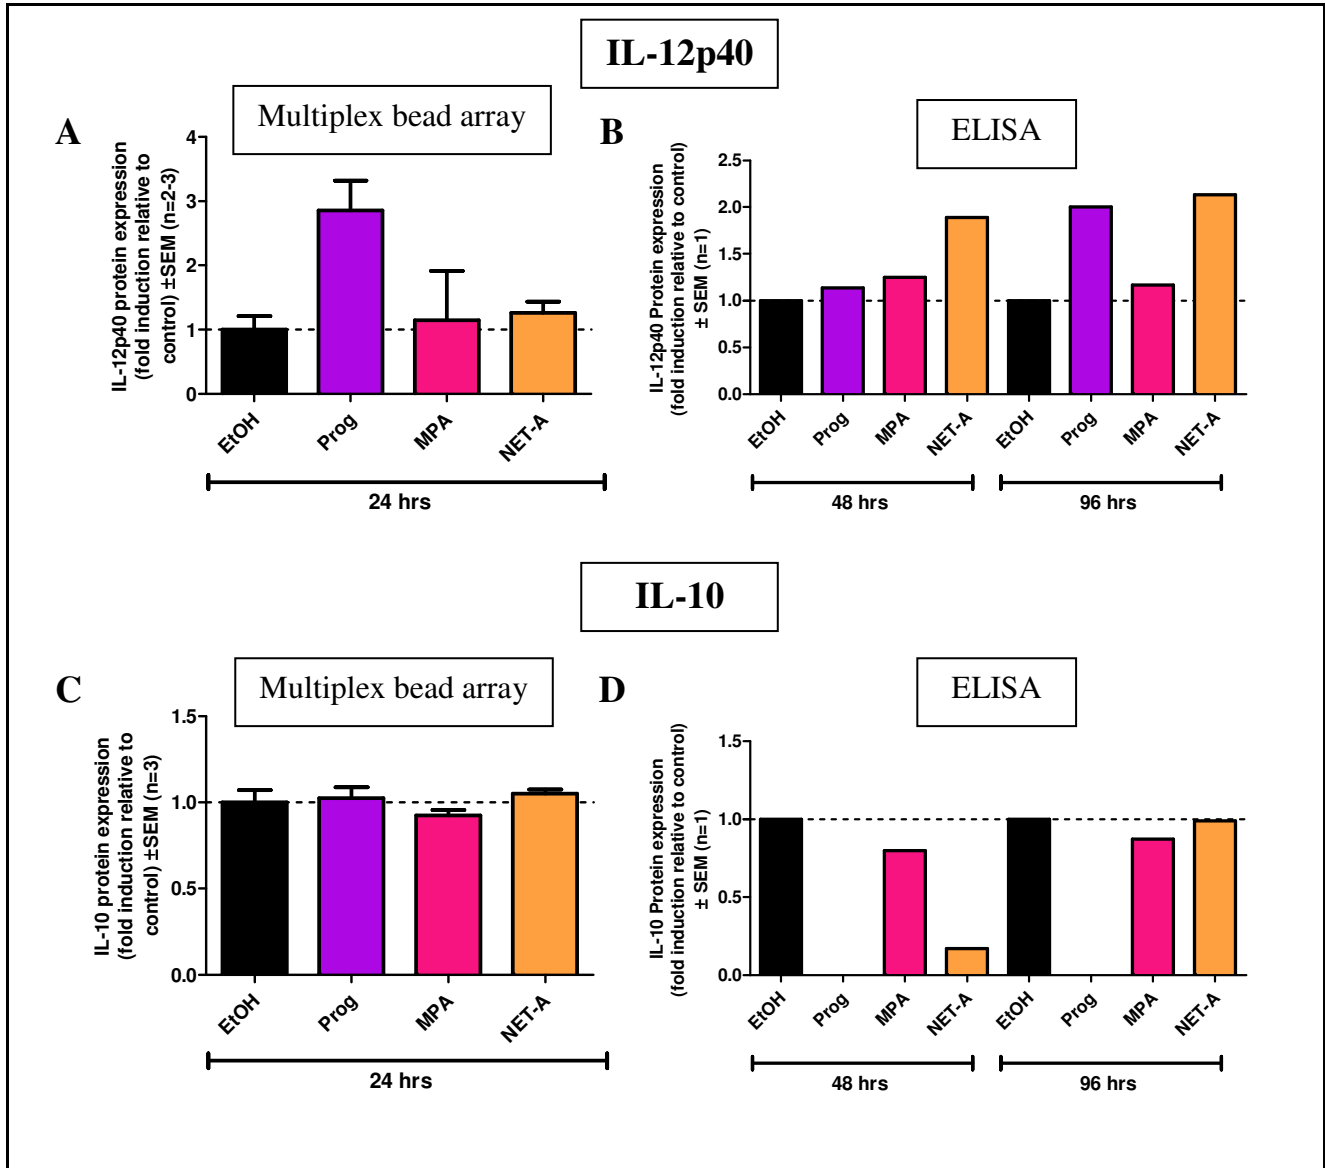 IL-12p40
A
Multiplex bead array
IL-12p40 protein expression
(fold induction relative to
control) ±SEM (n=2-3)
4
3
2
1
0
EtOH
Prog
MPA
NET-A
24 hrs
B
ELISA
IL-12p40 Protein expression
(fold induction relative to control)
± SEM (n=1)
2.5
2.0
1.5
1.0
0.5
0.0
EtOH
Prog
MPA
NET-A
EtOH
Prog
MPA
NET-A
48 hrs
96 hrs
IL-10
C
Multiplex bead array
IL-10 protein expression
(fold induction relative to
control) ±SEM (n=3)
1.5
1.0
0.5
0.0
EtOH
Prog
MPA
NET-A
24 hrs
D
ELISA
IL-10 Protein expression
(fold induction relative to control)
± SEM (n=1)
1.5
1.0
0.5
0.0
EtOH
Prog
MPA
NET-A
EtOH
Prog
MPA
NET-A
48 hrs
96 hrs